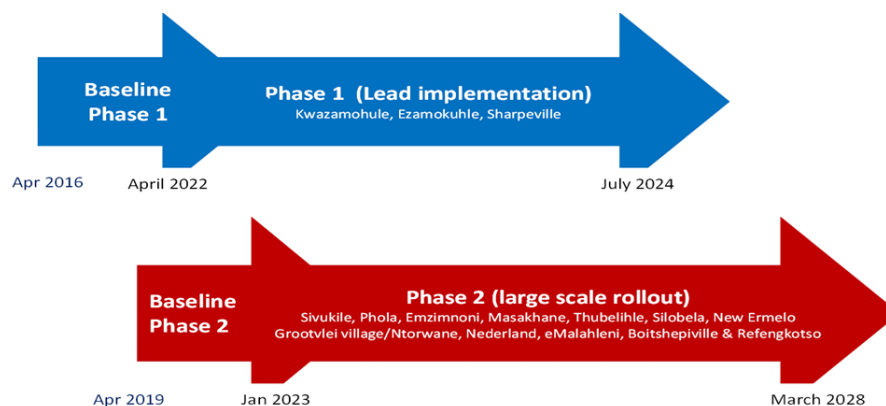 Baseline
Phase 1
Phase 1 (Lead implementation)
Kwazamohule, Ezamokuhle, Sharpeville
Apr 2016
April 2022
July 2024
Baseline
Phase 2
Phase 2 (large scale rollout)
Sivukile, Phola, Emzimnoni, Masakhane, Thubelihle, Silobela, New Ermelo
Grootvlei village/Ntorwane, Nederland, eMalahleni, Boitshepiville & Refengkotso
Apr 2019
Jan 2023
March 2028